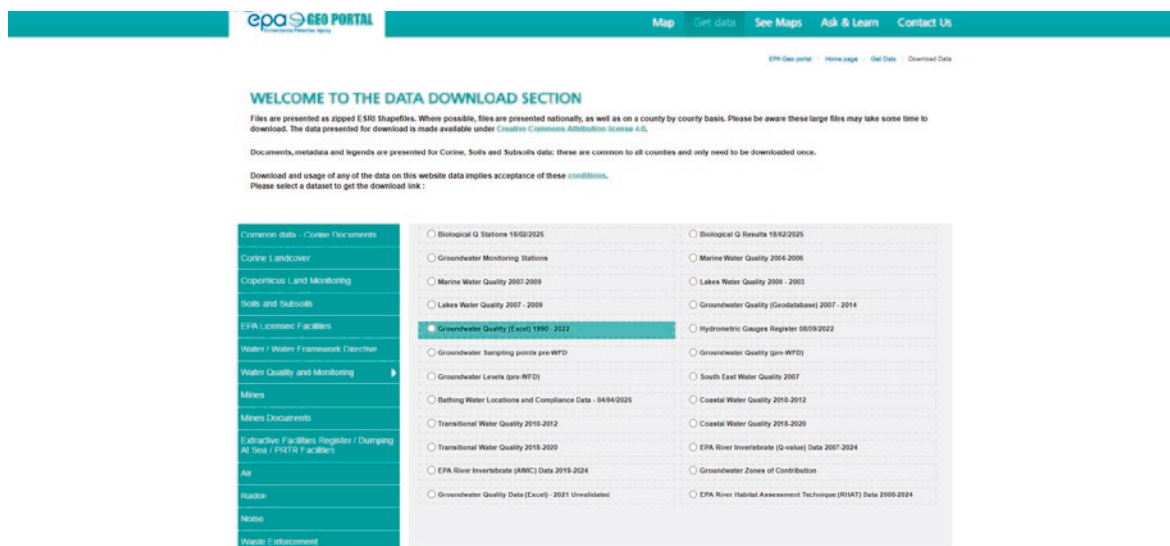 epa GEO PORTAL
Environmental Protection Agency
Map Get data See Maps Ask & Learn Contact Us
EPA Geo portal / Home page / Get Data / Download Data
WELCOME TO THE DATA DOWNLOAD SECTION
Files are presented as zipped ESRI Shapefiles. Where possible, files are presented nationally, as well as on a county by county basis. Please be aware these large files may take some time to
download. The data presented for download is made available under Creative Commons Attribution license 4.0.
Documents, metadata and legends are presented for Corine, Soils and Subsoils data: these are common to all counties and only need to be downloaded once.
Download and usage of any of the data on this website data implies acceptance of these conditions.
Please select a dataset to get the download link :
Common data - Corine Documents
Corine Landcover
Copernicus Land Monitoring
Soils and Subsoils
EPA Licensed Facilities
Water / Water Framework Directive
Water Quality and Monitoring
Mines
Mines Documents
Extractive Facilities Register / Dumping
At Sea / PRTR Facilities
Air
Radon
Noise
Waste Enforcement
Biological Q Stations 18/02/2025
Biological Q Results 18/02/2025
Groundwater Monitoring Stations
Marine Water Quality 2004-2006
Marine Water Quality 2007-2009
Lakes Water Quality 2000 - 2003
Lakes Water Quality 2007 - 2009
Groundwater Quality (Geodatabase) 2007 - 2014
Groundwater Quality (Excel) 1990 - 2022
Hydrometric Gauges Register 08/09/2022
Groundwater Sampling points pre-WFD
Groundwater Quality (pre-WFD)
Groundwater Levels (pre-WFD)
South East Water Quality 2007
Bathing Water Locations and Compliance Data - 04/04/2025
Coastal Water Quality 2010-2012
Transitional Water Quality 2010-2012
Coastal Water Quality 2018-2020
Transitional Water Quality 2018-2020
EPA River Invertebrate (Q-value) Data 2007-2024
EPA River Invertebrate (AWIC) Data 2019-2024
Groundwater Zones of Contribution
Groundwater Quality Data (Excel) - 2021 Unvalidated
EPA River Habitat Assessment Technique (RHAT) Data 2008-2024